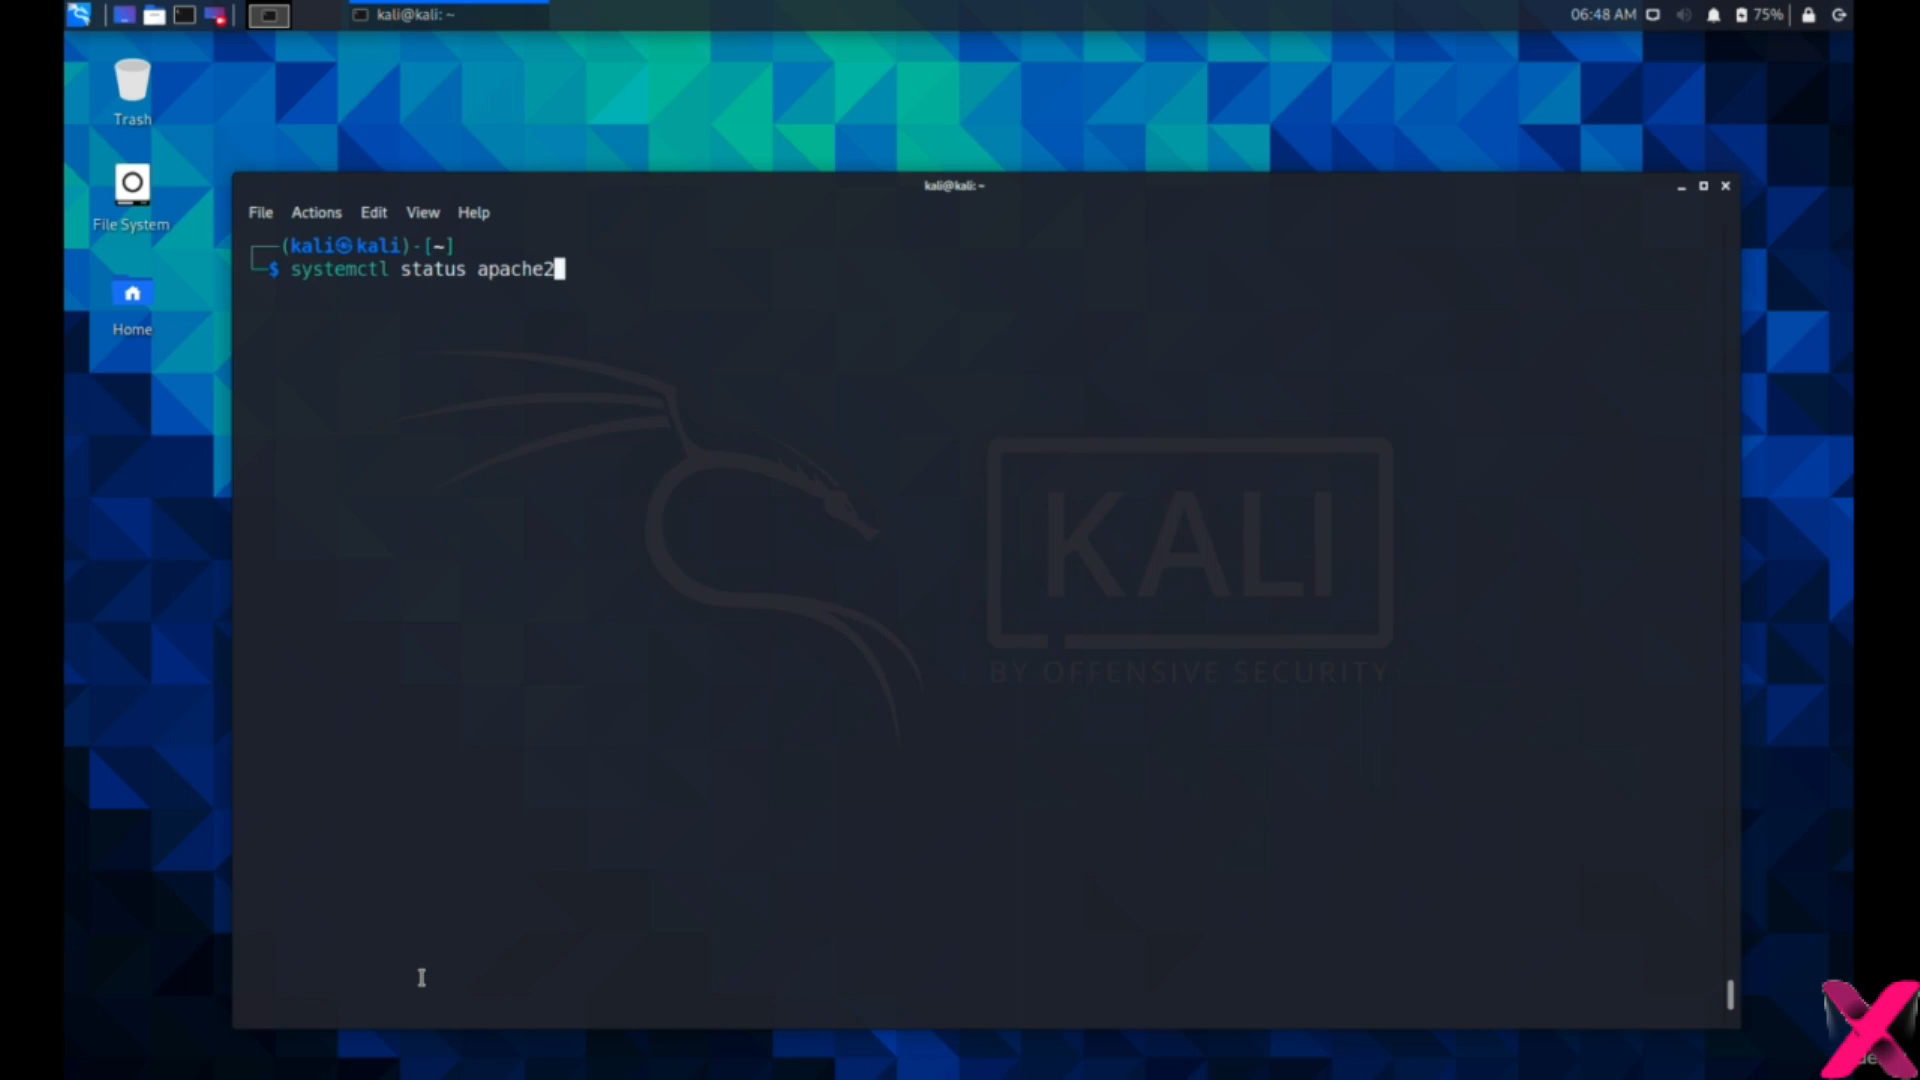 kali@kali: ~
06:48 AM
75%
Trash
File System
Home
kali@kali: ~
File Actions Edit View Help
(kali㉿kali)-[~]
$ systemctl status apache2
KALI
BY OFFENSIVE SECURITY